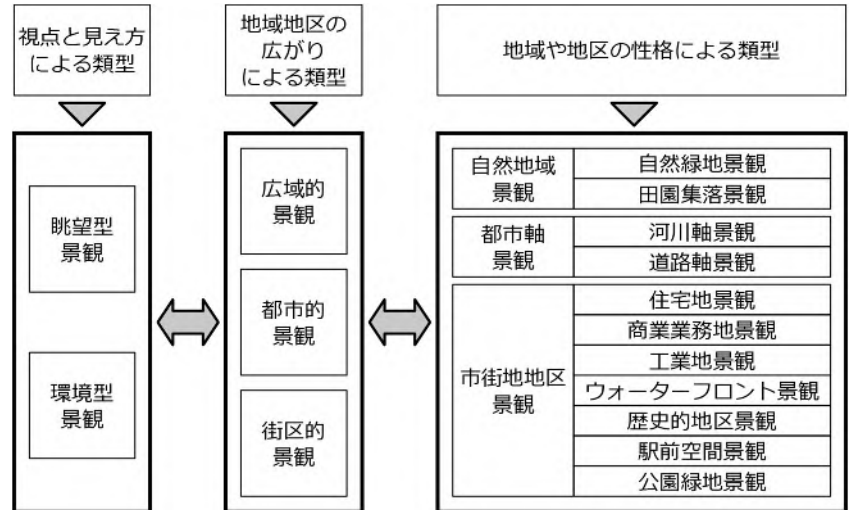 視点と見え方
による類型
地域地区の
広がり
による類型
地域や地区の性格による類型
眺望型
景観
環境型
景観
広域的
景観
都市的
景観
街区的
景観
自然地域
景観
自然緑地景観
田園集落景観
都市軸
景観
河川軸景観
道路軸景観
市街地地区
景観
住宅地景観
商業業務地景観
工業地景観
ウォーターフロント景観
歴史的地区景観
駅前空間景観
公園緑地景観